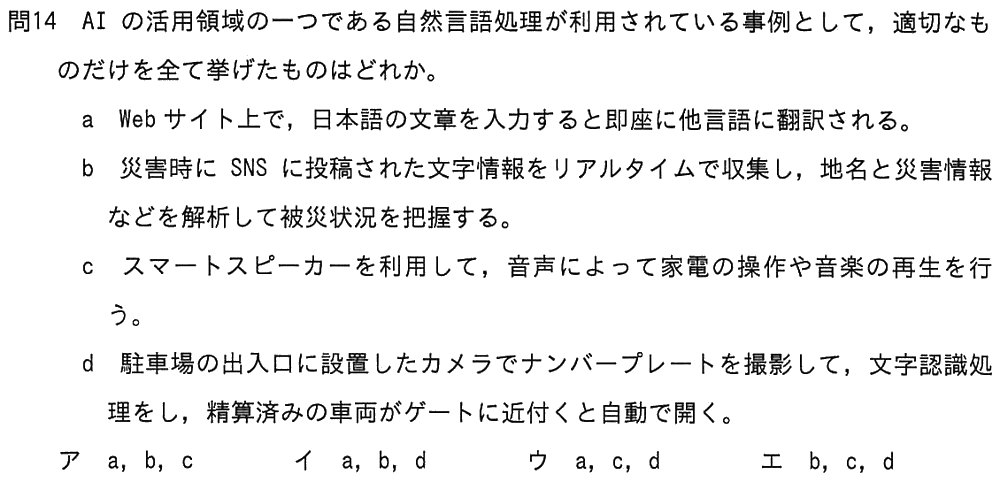 問14 AI の活用領域の一つである自然言語処理が利用されている事例として，適切なも
のだけを全て挙げたものはどれか。
a Web サイト上で，日本語の文章を入力すると即座に他言語に翻訳される。
b 災害時に SNS に投稿された文字情報をリアルタイムで収集し，地名と災害情報
などを解析して被災状況を把握する。
c スマートスピーカーを利用して，音声によって家電の操作や音楽の再生を行
う。
d 駐車場の出入口に設置したカメラでナンバープレートを撮影して，文字認識処
理をし，精算済みの車両がゲートに近付くと自動で開く。
ア a, b, c イ a, b, d ウ a, c, d エ b, c, d